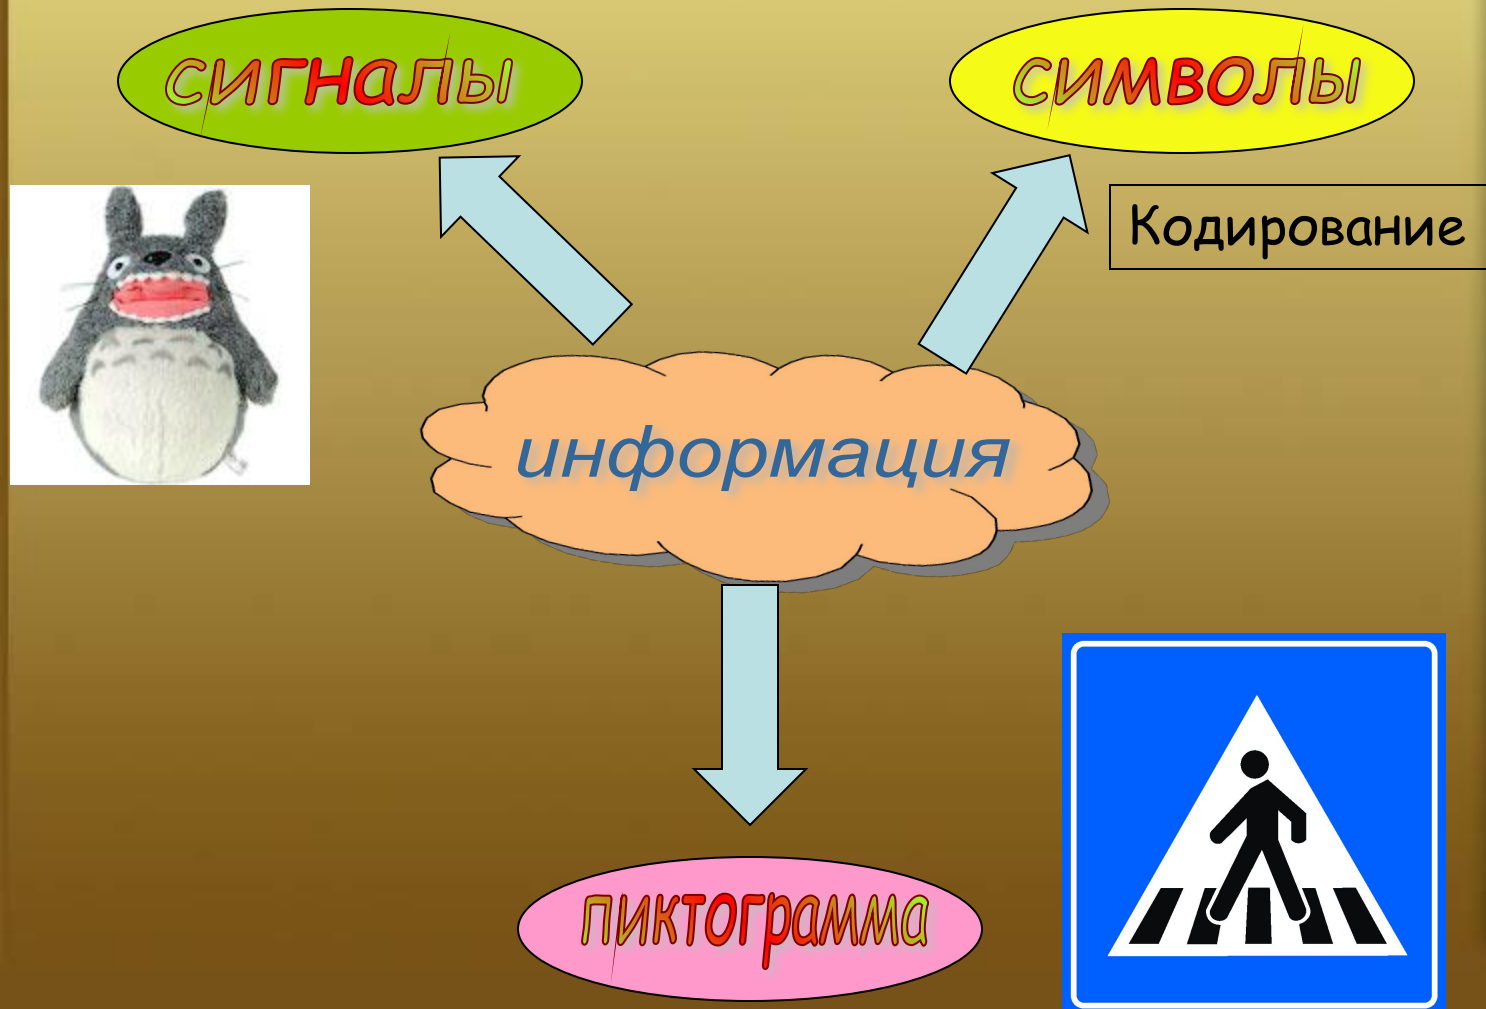 сигналы
символы
Кодирование
информация
пиктограмма